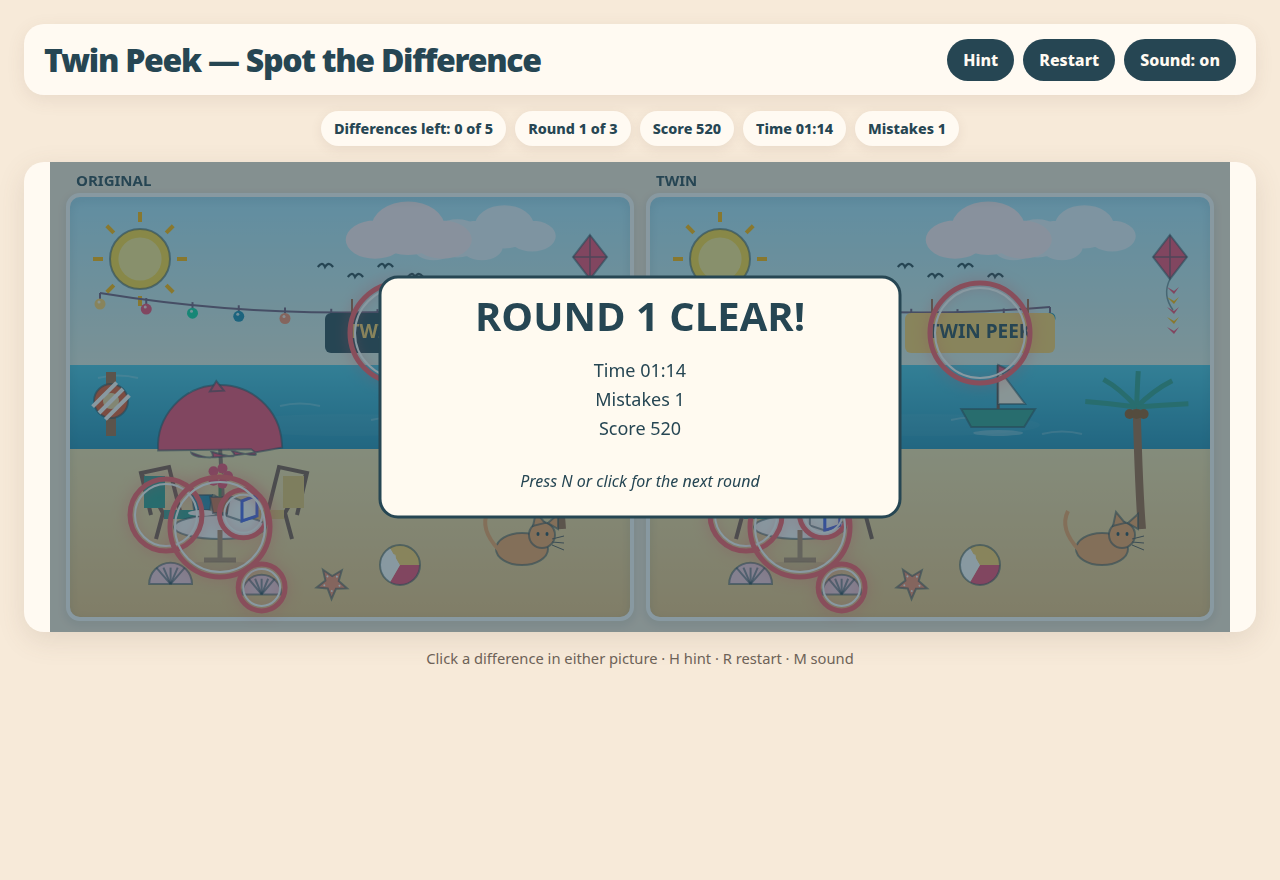 Twin Peek — Spot the Difference
Hint
Restart
Sound: on
Differences left: 0 of 5
Round 1 of 3
Score 520
Time 01:14
Mistakes 1
ORIGINAL
TWIN
TW
TWIN PEEK
ROUND 1 CLEAR!
Time 01:14
Mistakes 1
Score 520
Press N or click for the next round
Click a difference in either picture · H hint · R restart · M sound